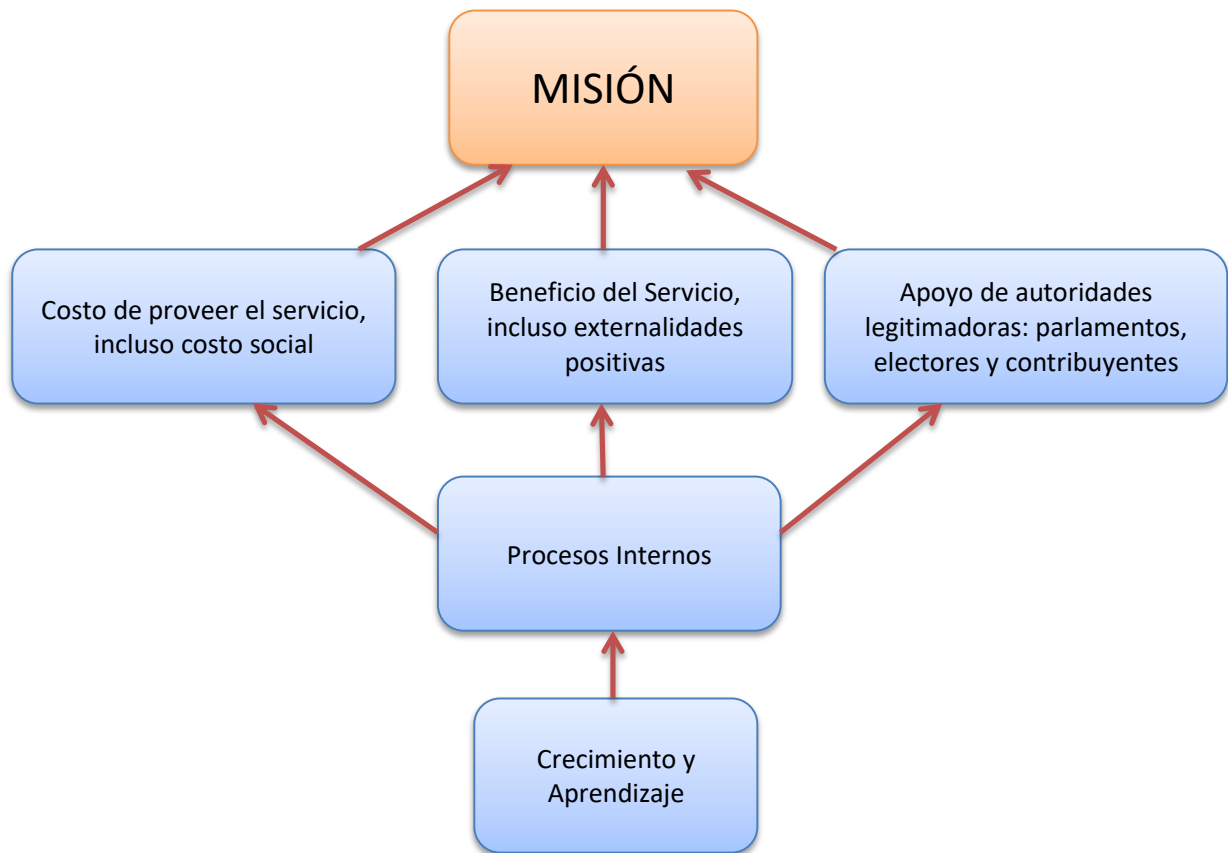 MISIÓN
Costo de proveer el servicio,
incluso costo social
Beneficio del Servicio,
incluso externalidades
positivas
Apoyo de autoridades
legitimadoras: parlamentos,
electores y contribuyentes
Procesos Internos
Crecimiento y
Aprendizaje